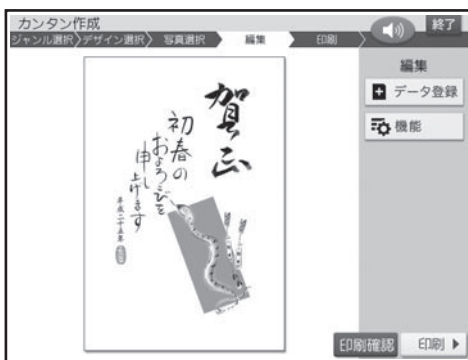 カンタン作成
終了
ジャンル選択
デザイン選択
写真選択
編集
印刷
編集
データ登録
機能
賀正
初春の
およろこびを
申し
上げます
平成二十五年
印刷確認
印刷